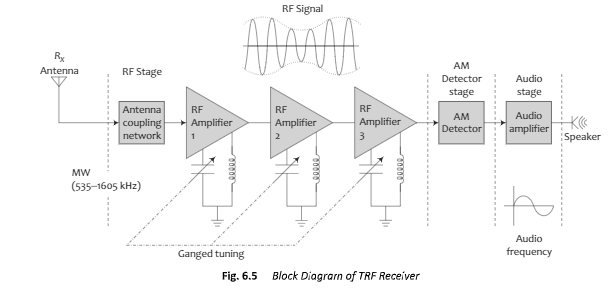 RF Signal
Rx
Antenna
RF Stage
AM
Detector
stage
Audio
stage
Antenna
coupling
network
RF
Amplifier
1
RF
Amplifier
2
RF
Amplifier
3
AM
Detector
Audio
amplifier
Speaker
MW
(535–1605 kHz)
Ganged tuning
Audio
frequency
Fig. 6.5 Block Diagram of TRF Receiver